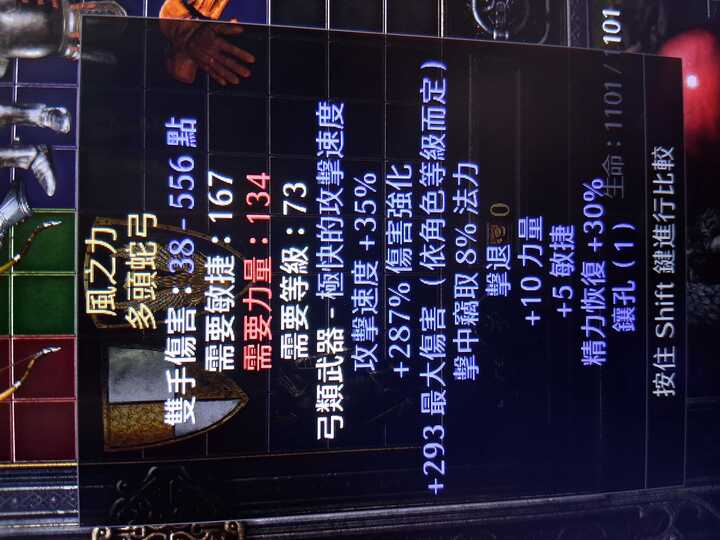 風之力
多頭蛇弓
雙手傷害：38 - 556 點
需要敏捷：167
需要力量：134
需要等級：73
弓類武器 - 極快的攻擊速度
攻擊速度 +35%
+287% 傷害強化
+293 最大傷害（依角色等級而定）
擊中竊取 8% 法力
擊退
+10 力量
+5 敏捷
精力恢復 +30%
鑲孔（1）
按住 Shift 鍵進行比較
生命：1101 / 1101
0